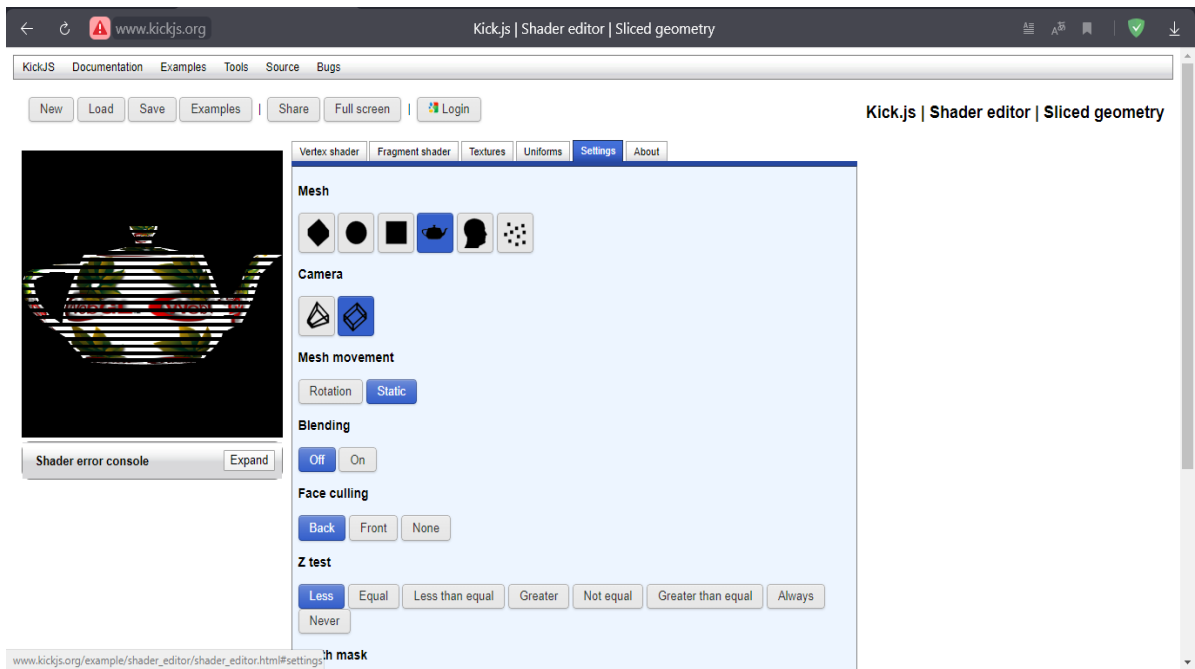 www.kickjs.org
Kick.js | Shader editor | Sliced geometry
KickJS Documentation Examples Tools Source Bugs
New Load Save Examples | Share Full screen | Login
Kick.js | Shader editor | Sliced geometry
Vertex shader Fragment shader Textures Uniforms Settings About
Mesh
Camera
Mesh movement
Rotation Static
Blending
Off On
Shader error console Expand
Face culling
Back Front None
Z test
Less Equal Less than equal Greater Not equal Greater than equal Always
Never
mask
www.kickjs.org/example/shader_editor/shader_editor.html#settings